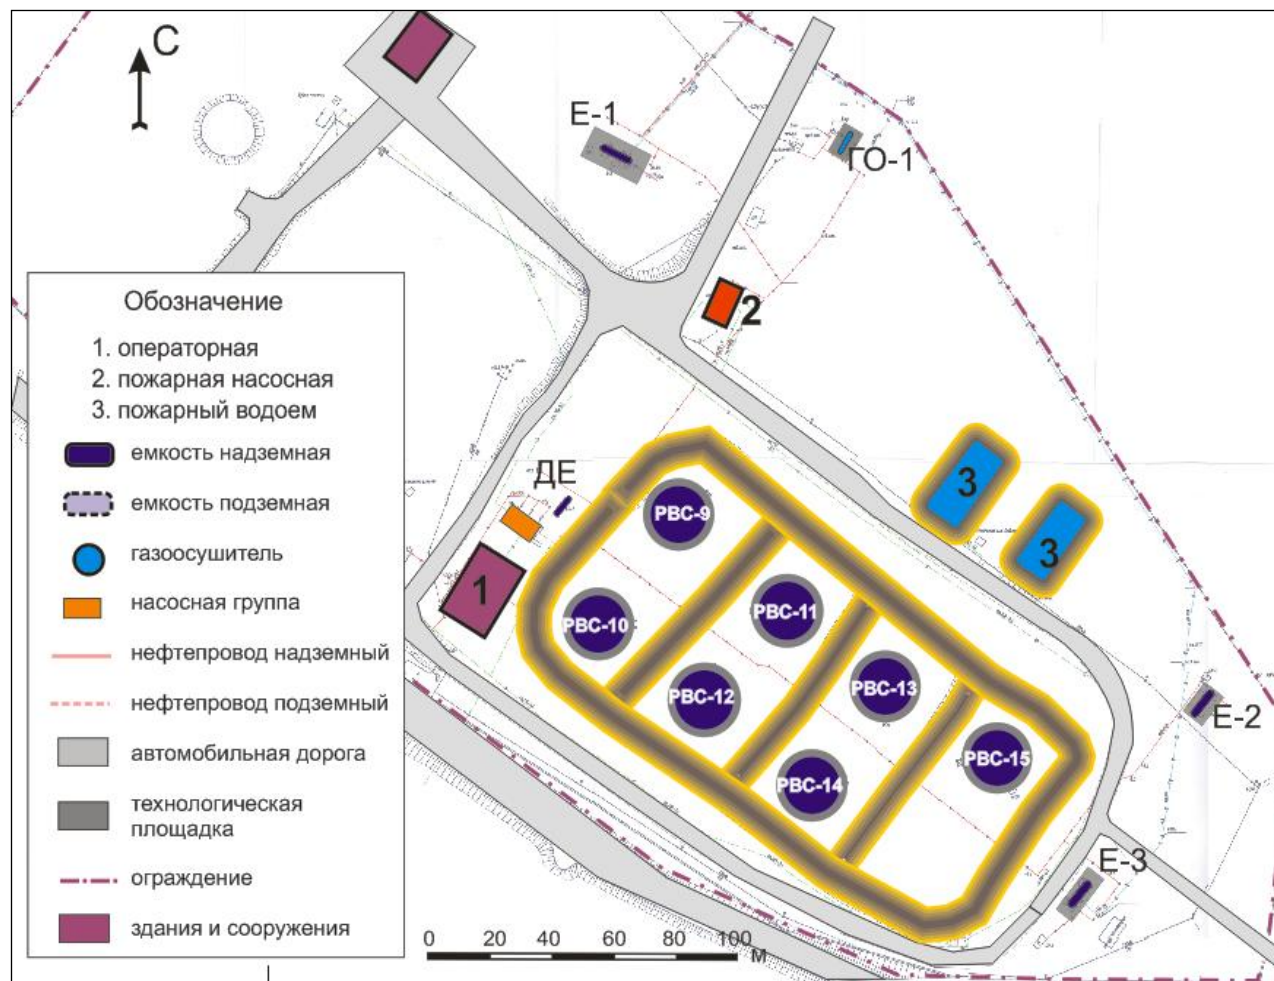 С
Е-1
ГО-1
2
Обозначение
1. операторная
2. пожарная насосная
3. пожарный водоем
емкость надземная
емкость подземная
газоосушитель
насосная группа
нефтепровод надземный
нефтепровод подземный
автомобильная дорога
технологическая
площадка
ограждение
здания и сооружения
3
3
ДЕ
РВС-9
1
РВС-10
РВС-11
РВС-12
РВС-13
РВС-14
РВС-15
Е-2
Е-3
0 20 40 60 80 100
м